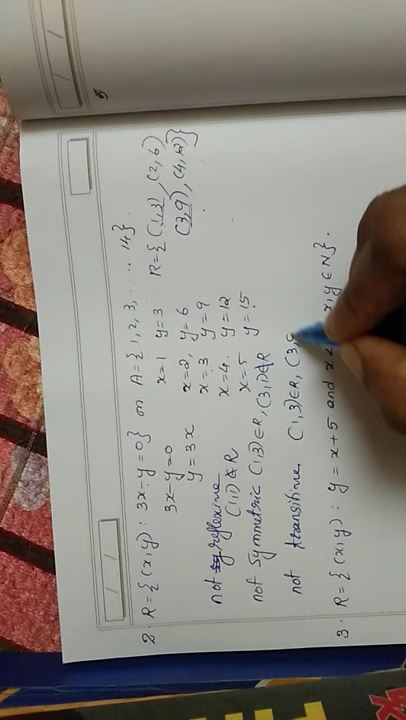 2. R = {(x,y) : 3x-y=0} on A = {1, 2, 3, .... 14}.
3x-y=0
y = 3x
x=1 y=3
x=2, y=6
x=3 y=9
x=4. y=12
x=5 y=15
R = {(1,3), (2,6)
(3,9), (4,12)}
not reflexive
(1,1) ∉ R
not symmetric (1,3) ∈ R, (3,1) ∉ R
not transitive (1,3) ∈ R, (3,
3. R = {(x,y) : y = x+5 and x < x,y ∈ N}.